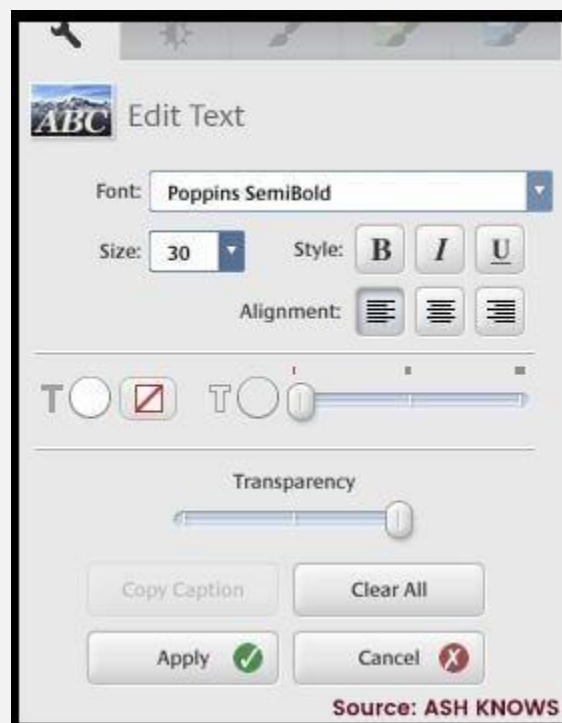 ABC Edit Text
Font: Poppins SemiBold
Size: 30 Style: B I U
Alignment:
T T
Transparency
Copy Caption Clear All
Apply Cancel
Source: ASH KNOWS